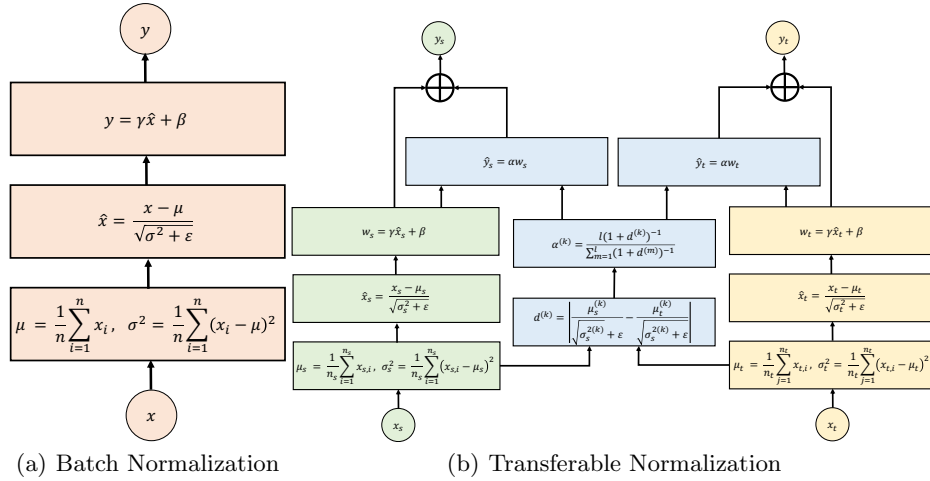 y
y = γx̂ + β
x̂ = (x − μ) / √(σ² + ε)
μ = 1/n ∑_{i=1}^{n} x_i, σ² = 1/n ∑_{i=1}^{n} (x_i − μ)²
x
(a) Batch Normalization
y_s
y_t
ŷ_s = αw_s
ŷ_t = αw_t
w_s = γx̂_s + β
α^{(k)} = l(1 + d^{(k)})^{−1} / ∑_{m=1}^{l} (1 + d^{(m)})^{−1}
w_t = γx̂_t + β
x̂_s = (x_s − μ_s) / √(σ_s² + ε)
d^{(k)} = | μ_s^{(k)} / √(σ_s^{2(k)} + ε) − μ_t^{(k)} / √(σ_s^{2(k)} + ε) |
x̂_t = (x_t − μ_t) / √(σ_t² + ε)
μ_s = 1/n_s ∑_{i=1}^{n_s} x_{s,i}, σ_s² = 1/n_s ∑_{i=1}^{n_s} (x_{s,i} − μ_s)²
μ_t = 1/n_t ∑_{j=1}^{n_t} x_{t,i}, σ_t² = 1/n_t ∑_{j=1}^{n_t} (x_{t,i} − μ_t)²
x_s
x_t
(b) Transferable Normalization